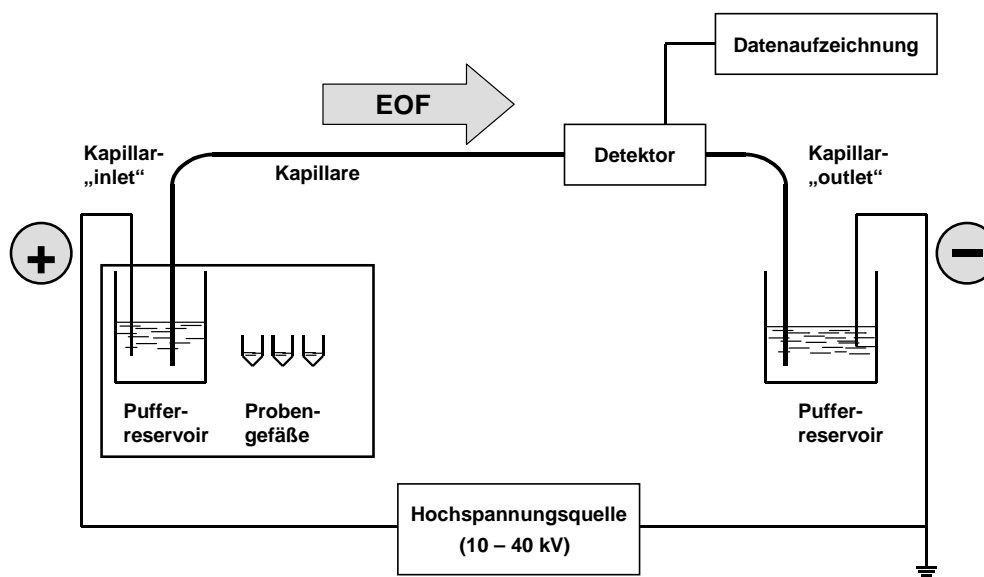 Datenaufzeichnung
EOF
Kapillar-
„inlet“
Kapillare
Detektor
Kapillar-
„outlet“
+
–
Puffer-
reservoir
Proben-
gefäße
Puffer-
reservoir
Hochspannungsquelle
(10 – 40 kV)